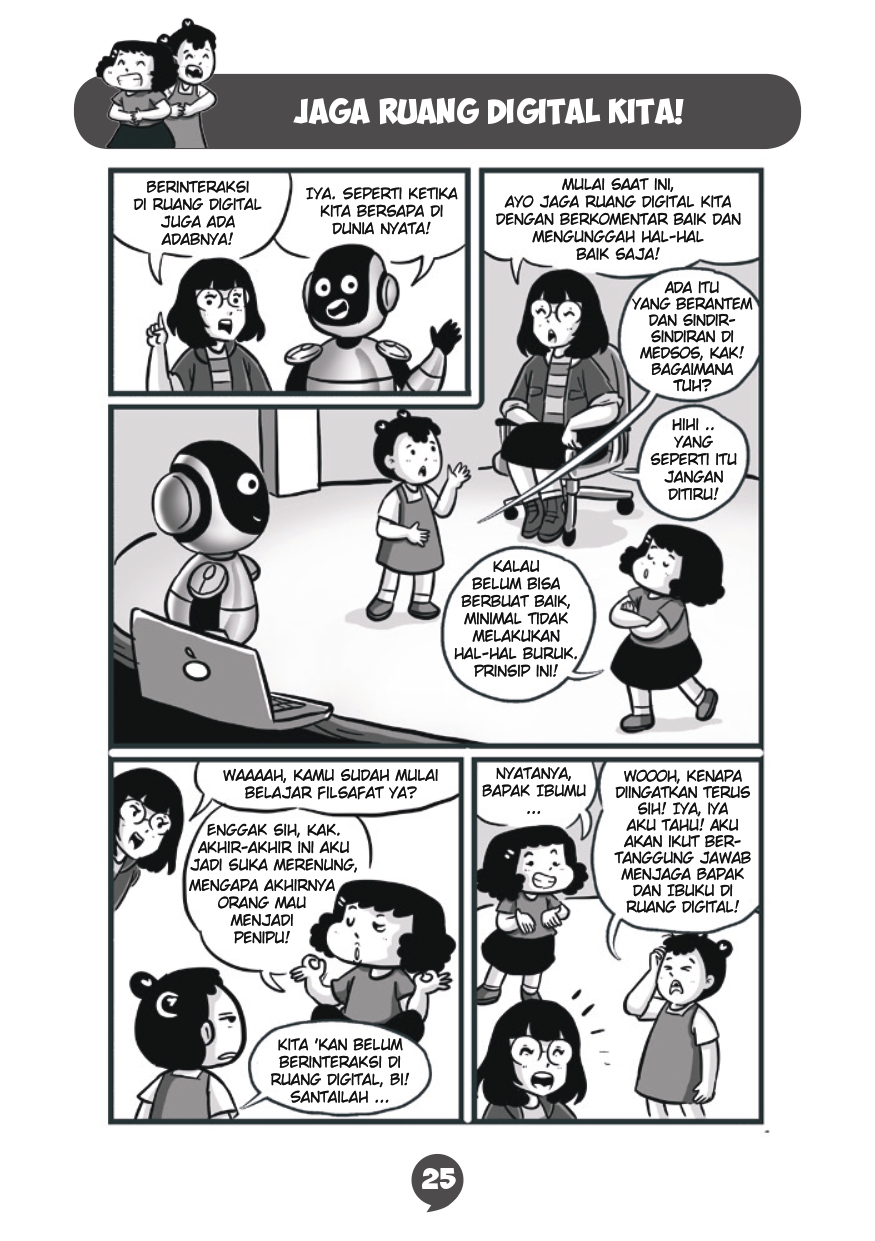 JAGA RUANG DIGITAL KITA!
BERINTERAKSI
DI RUANG DIGITAL
JUGA ADA
ADABNYA!
IYA. SEPERTI KETIKA
KITA BERSAPA DI
DUNIA NYATA!
MULAI SAAT INI,
AYO JAGA RUANG DIGITAL KITA
DENGAN BERKOMENTAR BAIK DAN
MENGUNGGAH HAL-HAL
BAIK SAJA!
ADA ITU
YANG BERANTEM
DAN SINDIR-
SINDIRAN DI
MEDSOS, KAK!
BAGAIMANA
TUH?
HIHI ..
YANG
SEPERTI ITU
JANGAN
DITIRU!
KALAU
BELUM BISA
BERBUAT BAIK,
MINIMAL TIDAK
MELAKUKAN
HAL-HAL BURUK.
PRINSIP INI!
WAAAAH, KAMU SUDAH MULAI
BELAJAR FILSAFAT YA?
ENGGAK SIH, KAK.
AKHIR-AKHIR INI AKU
JADI SUKA MERENUNG,
MENGAPA AKHIRNYA
ORANG MAU
MENJADI
PENIPU!
KITA 'KAN BELUM
BERINTERAKSI DI
RUANG DIGITAL, BI!
SANTAILAH ...
NYATANYA,
BAPAK IBUMU
...
WOOOH, KENAPA
DIINGATKAN TERUS
SIH! IYA, IYA
AKU TAHU! AKU
AKAN IKUT BER-
TANGGUNG JAWAB
MENJAGA BAPAK
DAN IBUKU DI
RUANG DIGITAL!
25